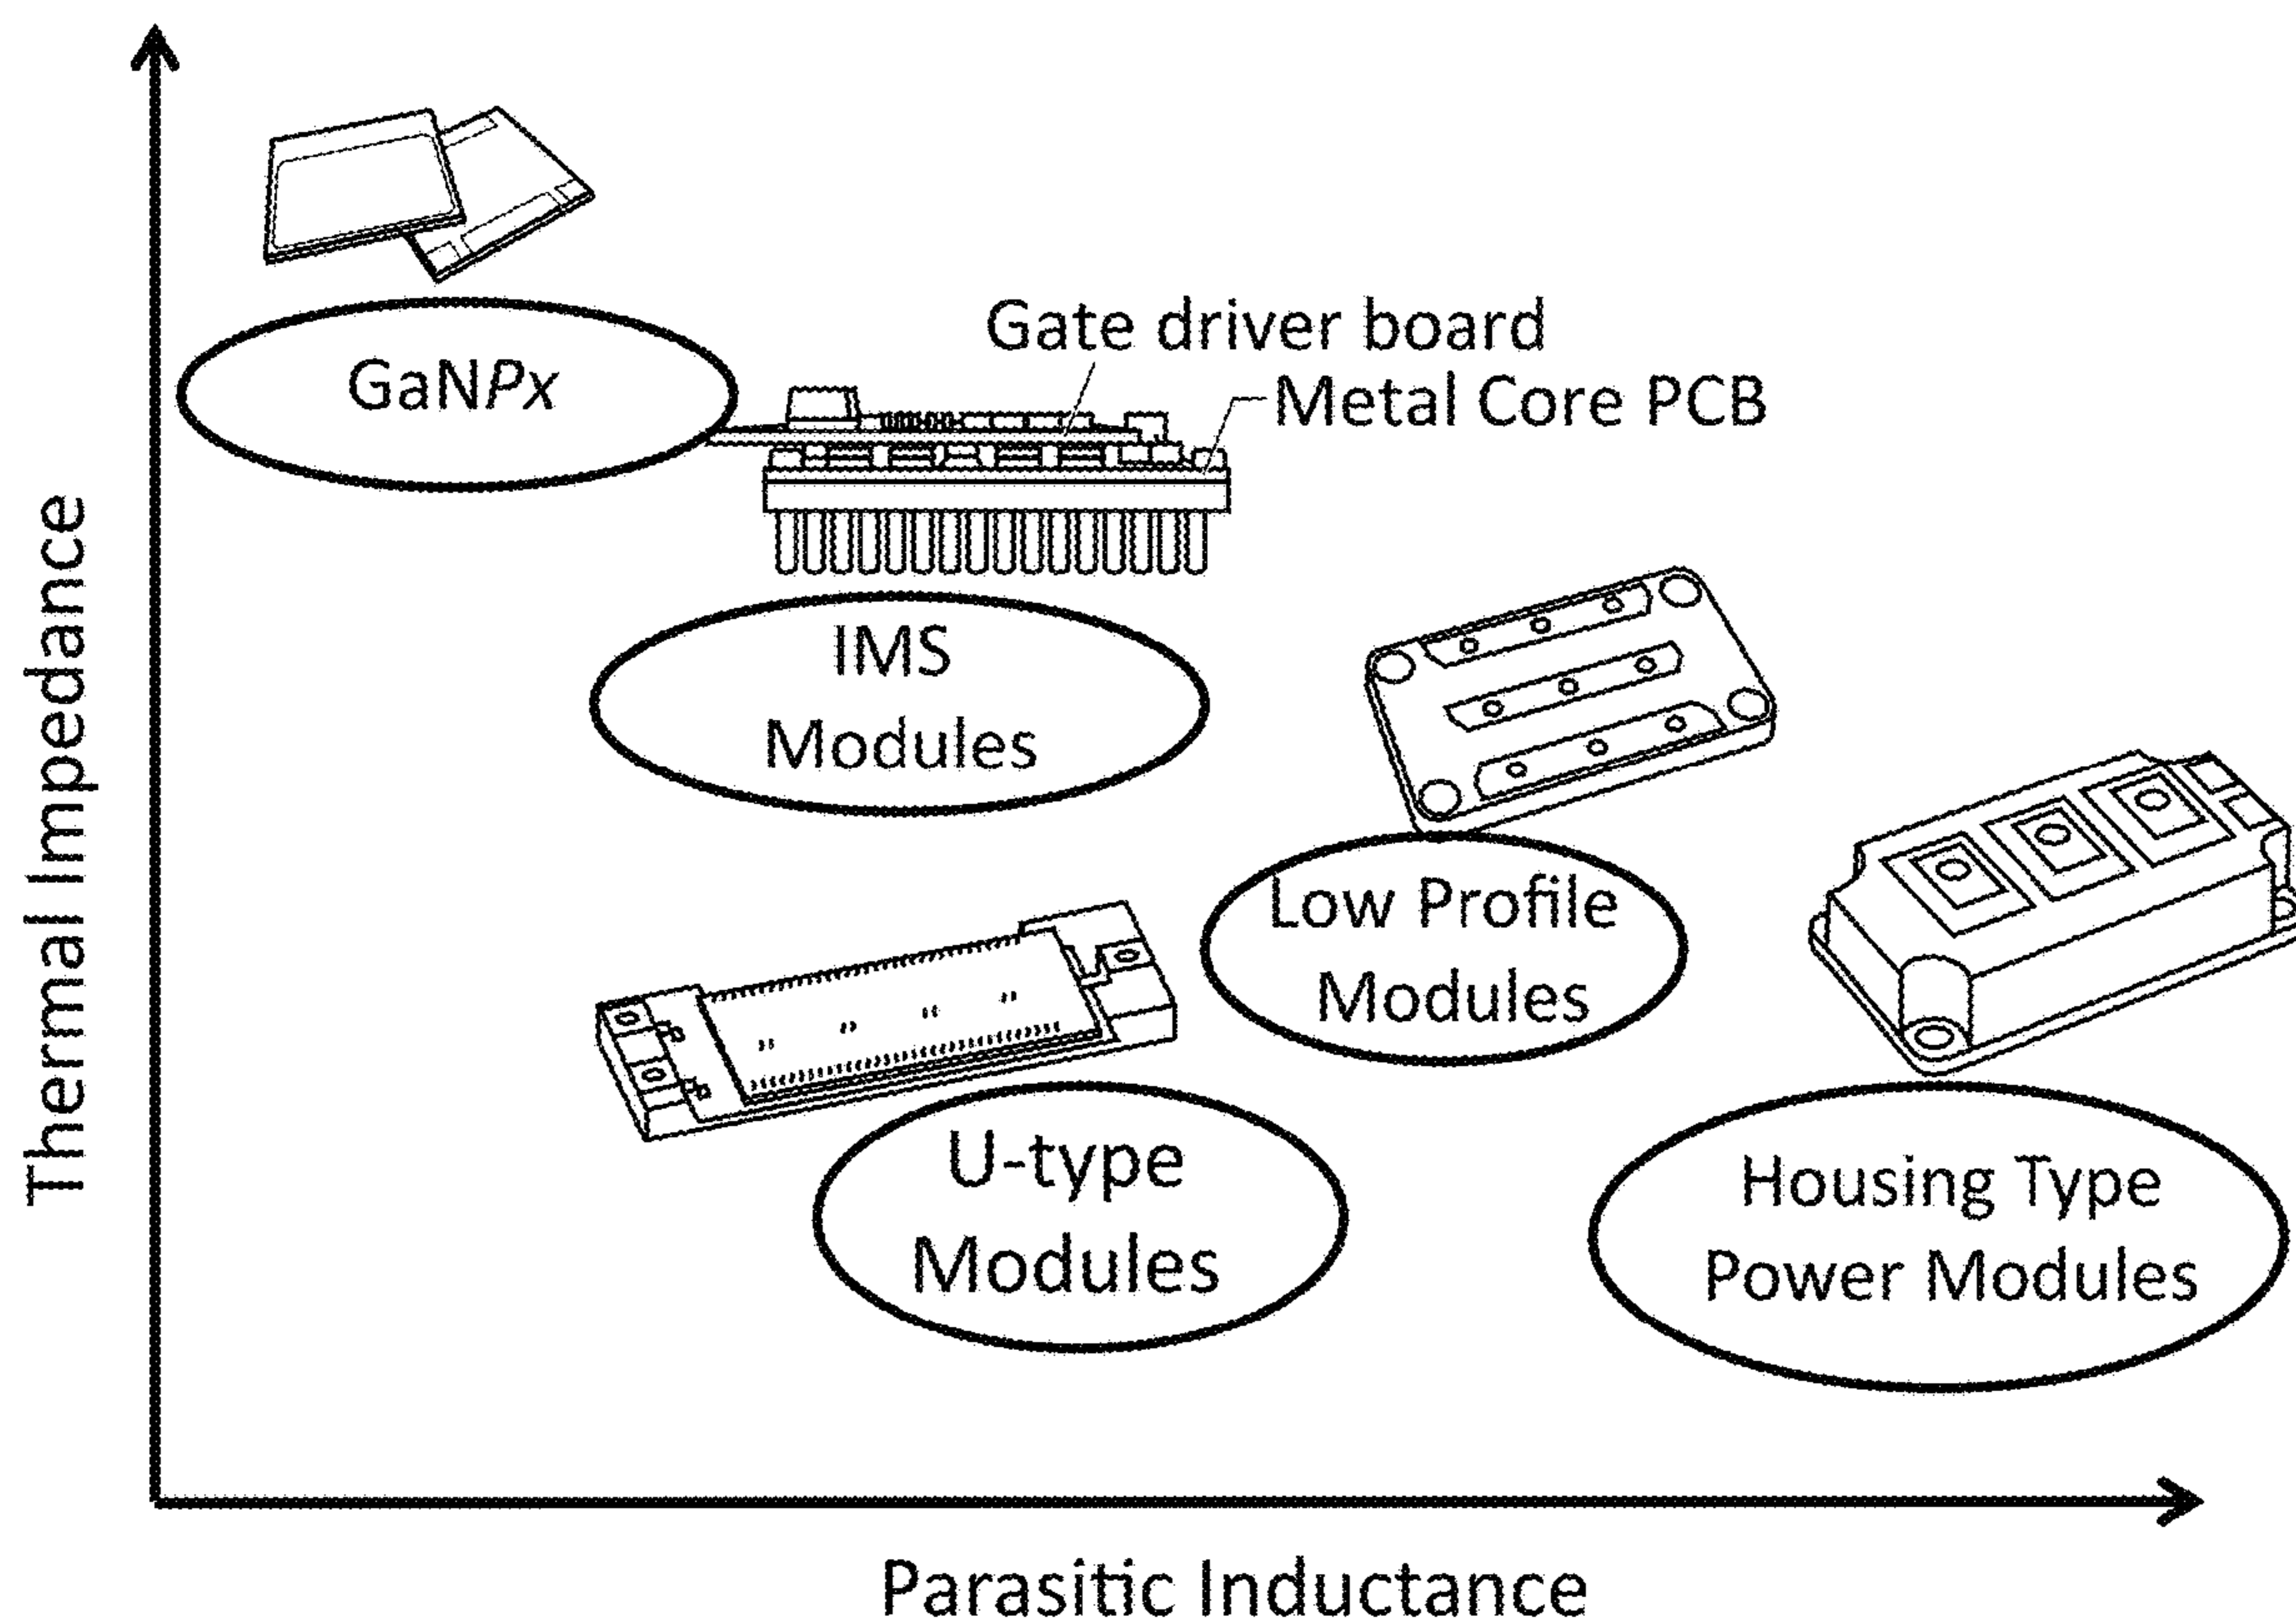 GaNPx
Gate driver board
Metal Core PCB
Thermal Impedance
IMS
Modules
Low Profile
Modules
U-type
Modules
Housing Type
Power Modules
Parasitic Inductance